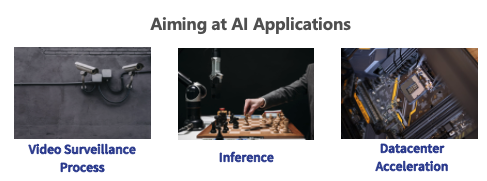 Aiming at AI Applications
Video Surveillance
Process
Inference
Datacenter
Acceleration